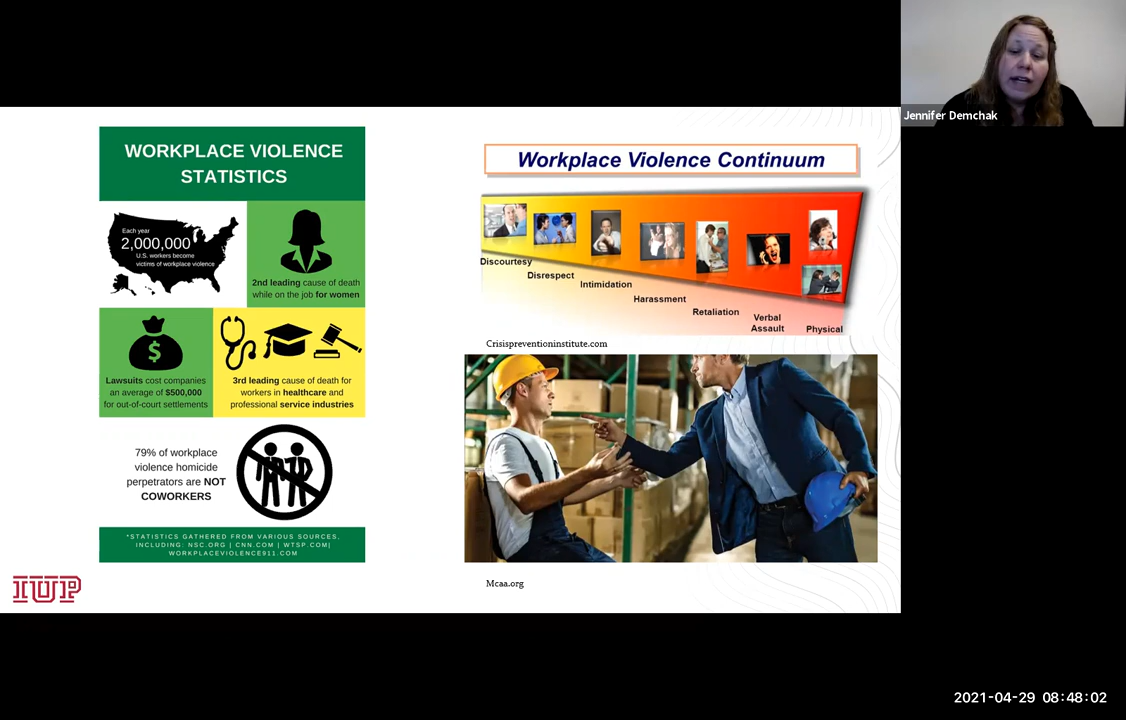 Jennifer Demchak
WORKPLACE VIOLENCE
STATISTICS
Each year
2,000,000
U.S. workers become
victims of workplace violence
2nd leading cause of death
while on the job for women
Lawsuits cost companies
an average of $500,000
for out-of-court settlements
3rd leading cause of death for
workers in healthcare and
professional service industries
79% of workplace
violence homicide
perpetrators are NOT
COWORKERS
*STATISTICS GATHERED FROM VARIOUS SOURCES,
INCLUDING: NSC.ORG | CNN.COM | WTSP.COM|
WORKPLACEVIOLENCE911.COM
IUP
Workplace Violence Continuum
Discourtesy
Disrespect
Intimidation
Harassment
Retaliation
Verbal
Assault
Physical
Crisispreventioninstitute.com
Mcaa.org
2021-04-29 08:48:02